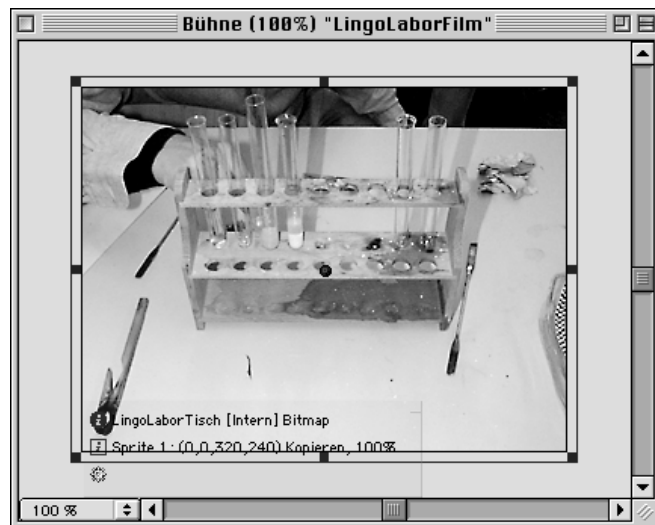 Bühne (100%) "LingoLaborFilm"
LingoLaborTisch [Intern] Bitmap
Sprite 1: (0,0,320,240) Kopieren, 100%
100 %